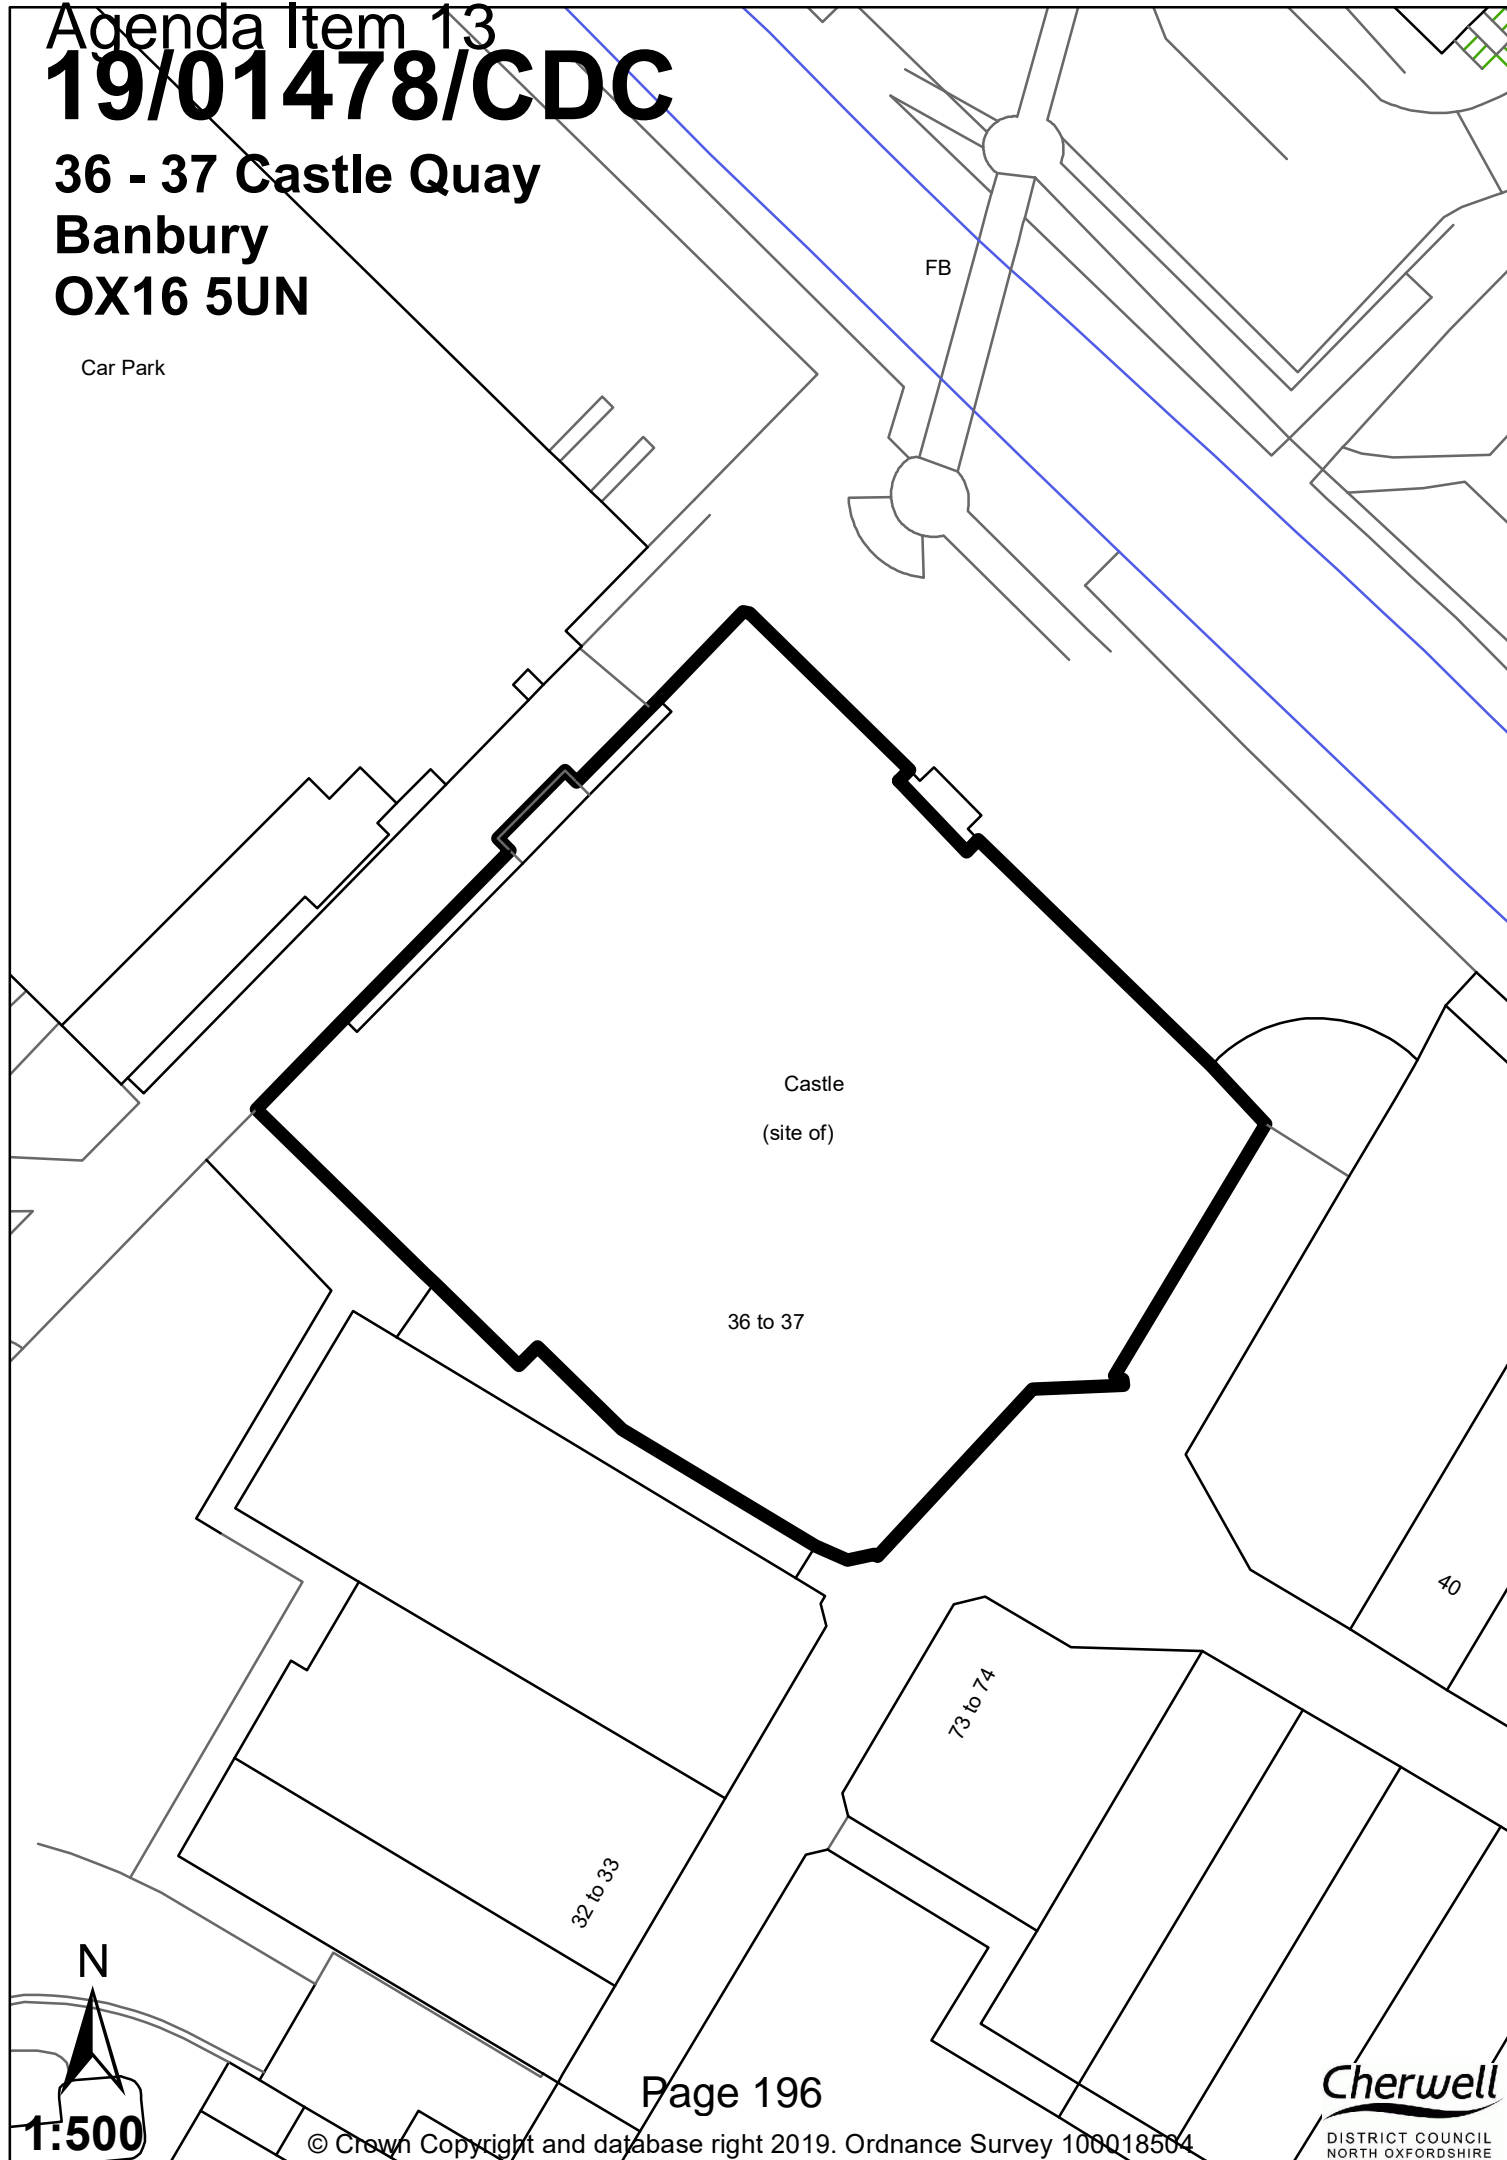 Agenda Item 13
19/01478/CDC
36 - 37 Castle Quay
Banbury
OX16 5UN
Car Park
FB
Castle
(site of)
36 to 37
40
73 to 74
32 to 33
N
1:500
Page 196
© Crown Copyright and database right 2019. Ordnance Survey 100018504
Cherwell
DISTRICT COUNCIL
NORTH OXFORDSHIRE